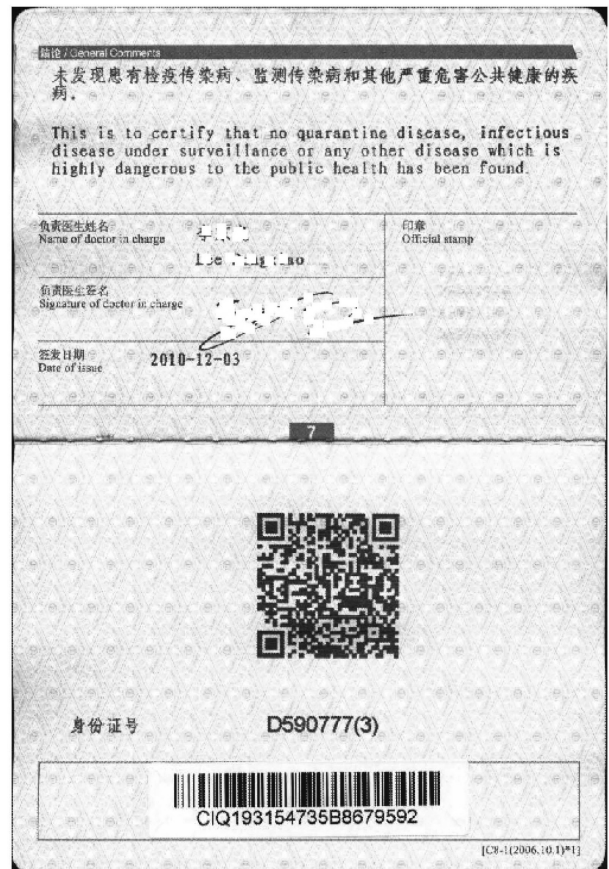 结论 / General Comments
未发现患有检疫传染病、监测传染病和其他严重危害公共健康的疾
病.
This is to certify that no quarantine disease, infectious
disease under surveillance or any other disease which is
highly dangerous to the public health has been found.
负责医生姓名
Name of doctor in charge
印章
Official stamp
负责医生签名
Signature of doctor in charge
签发日期
Date of issue
2010-12-03
7
身份证号 D590777(3)
CIQ193154735B8679592
[C8-1(2006.10.1)*1]